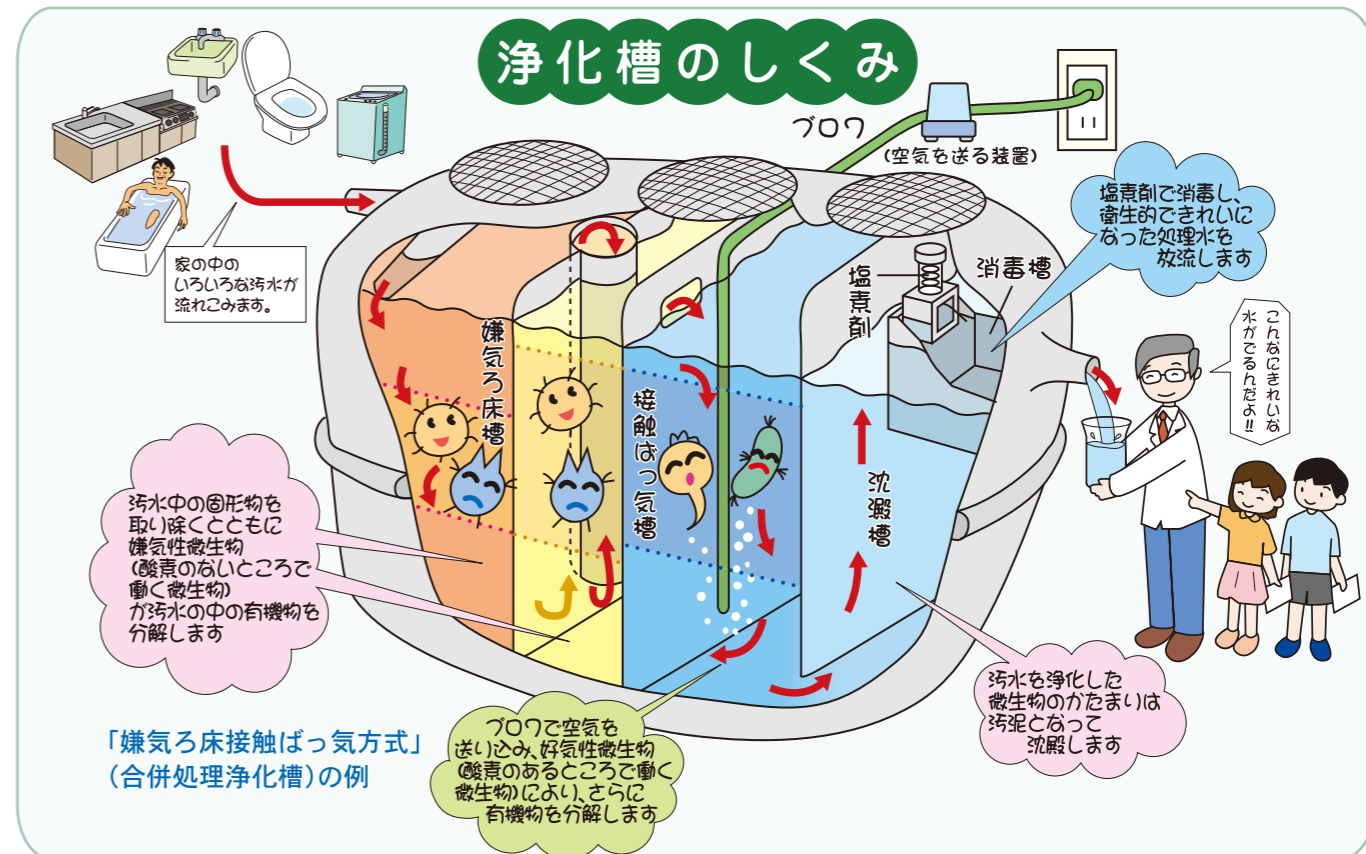 浄化槽のしくみ
ブロワ
(空気を送る装置)
塩素剤で消毒し、
衛生的できれいに
なった処理水を
放流します
家の中の
いろいろな汚水が
流れこみます。
塩素剤
消毒槽
こんなにきれいな
水がでるんだよ!!
嫌気ろ床槽
接触ばっ気槽
沈澱槽
汚水中の固形物を
取り除くとともに
嫌気性微生物
(酸素のないところで
働く微生物)
が汚水の中の有機物を
分解します
汚水を浄化した
微生物のかたまりは
汚泥となって
沈殿します
ブロワで空気を
送り込み、好気性微生物
(酸素のあるところで働く
微生物)により、さらに
有機物を分解します
「嫌気ろ床接触ばっ気方式」
(合併処理浄化槽)の例